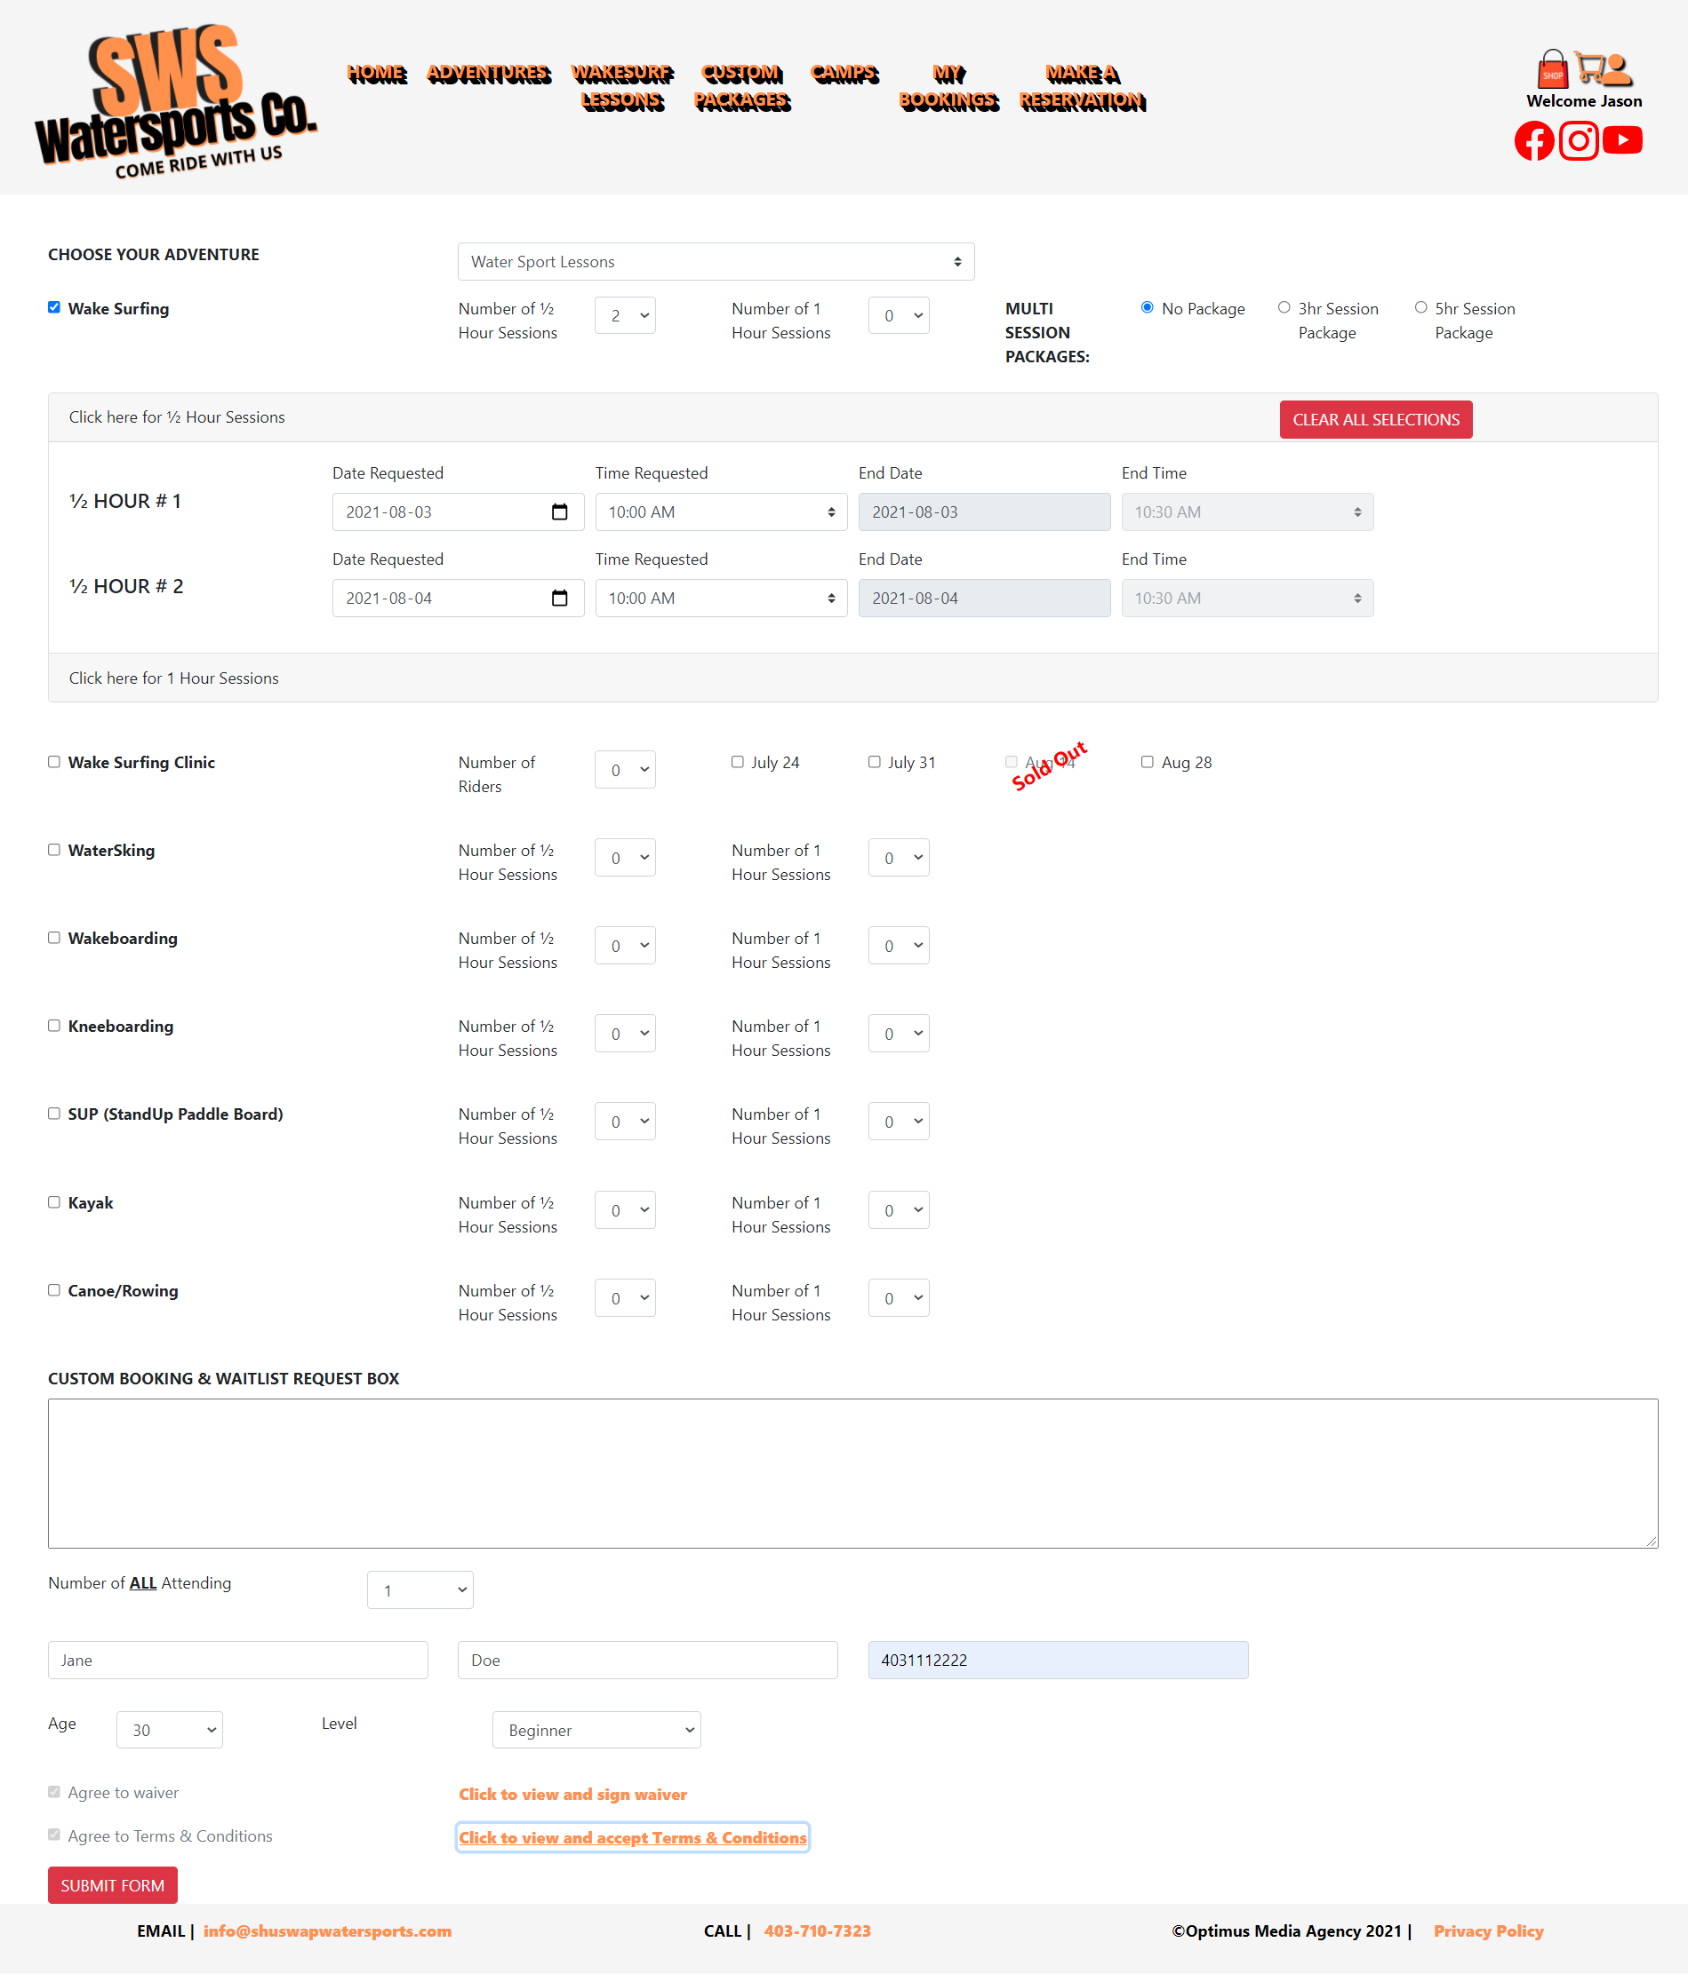 SWS
Watersports Co.
COME RIDE WITH US
HOME ADVENTURES WAKESURF LESSONS CUSTOM PACKAGES CAMPS MY BOOKINGS MAKE A RESERVATION
SHOP
Welcome Jason
CHOOSE YOUR ADVENTURE
Water Sport Lessons
Wake Surfing
Number of ½
Hour Sessions
2
Number of 1
Hour Sessions
0
MULTI
SESSION
PACKAGES:
No Package
3hr Session
Package
5hr Session
Package
Click here for ½ Hour Sessions
CLEAR ALL SELECTIONS
Date Requested Time Requested End Date End Time
½ HOUR # 1
2021-08-03 10:00 AM 2021-08-03 10:30 AM
Date Requested Time Requested End Date End Time
½ HOUR # 2
2021-08-04 10:00 AM 2021-08-04 10:30 AM
Click here for 1 Hour Sessions
Wake Surfing Clinic
Number of
Riders
0
July 24
July 31
Aug 14
Sold Out
Aug 28
WaterSking
Number of ½
Hour Sessions
0
Number of 1
Hour Sessions
0
Wakeboarding
Number of ½
Hour Sessions
0
Number of 1
Hour Sessions
0
Kneeboarding
Number of ½
Hour Sessions
0
Number of 1
Hour Sessions
0
SUP (StandUp Paddle Board)
Number of ½
Hour Sessions
0
Number of 1
Hour Sessions
0
Kayak
Number of ½
Hour Sessions
0
Number of 1
Hour Sessions
0
Canoe/Rowing
Number of ½
Hour Sessions
0
Number of 1
Hour Sessions
0
CUSTOM BOOKING & WAITLIST REQUEST BOX
Number of ALL Attending
1
Jane
Doe
4031112222
Age
30
Level
Beginner
Agree to waiver
Click to view and sign waiver
Agree to Terms & Conditions
Click to view and accept Terms & Conditions
SUBMIT FORM
EMAIL | info@shuswapwatersports.com
CALL | 403-710-7323
©Optimus Media Agency 2021 | Privacy Policy